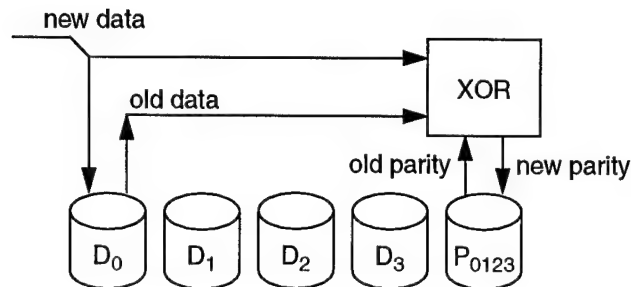 new data
XOR
old data
old parity
new parity
D₀
D₁
D₂
D₃
P₀₁₂₃